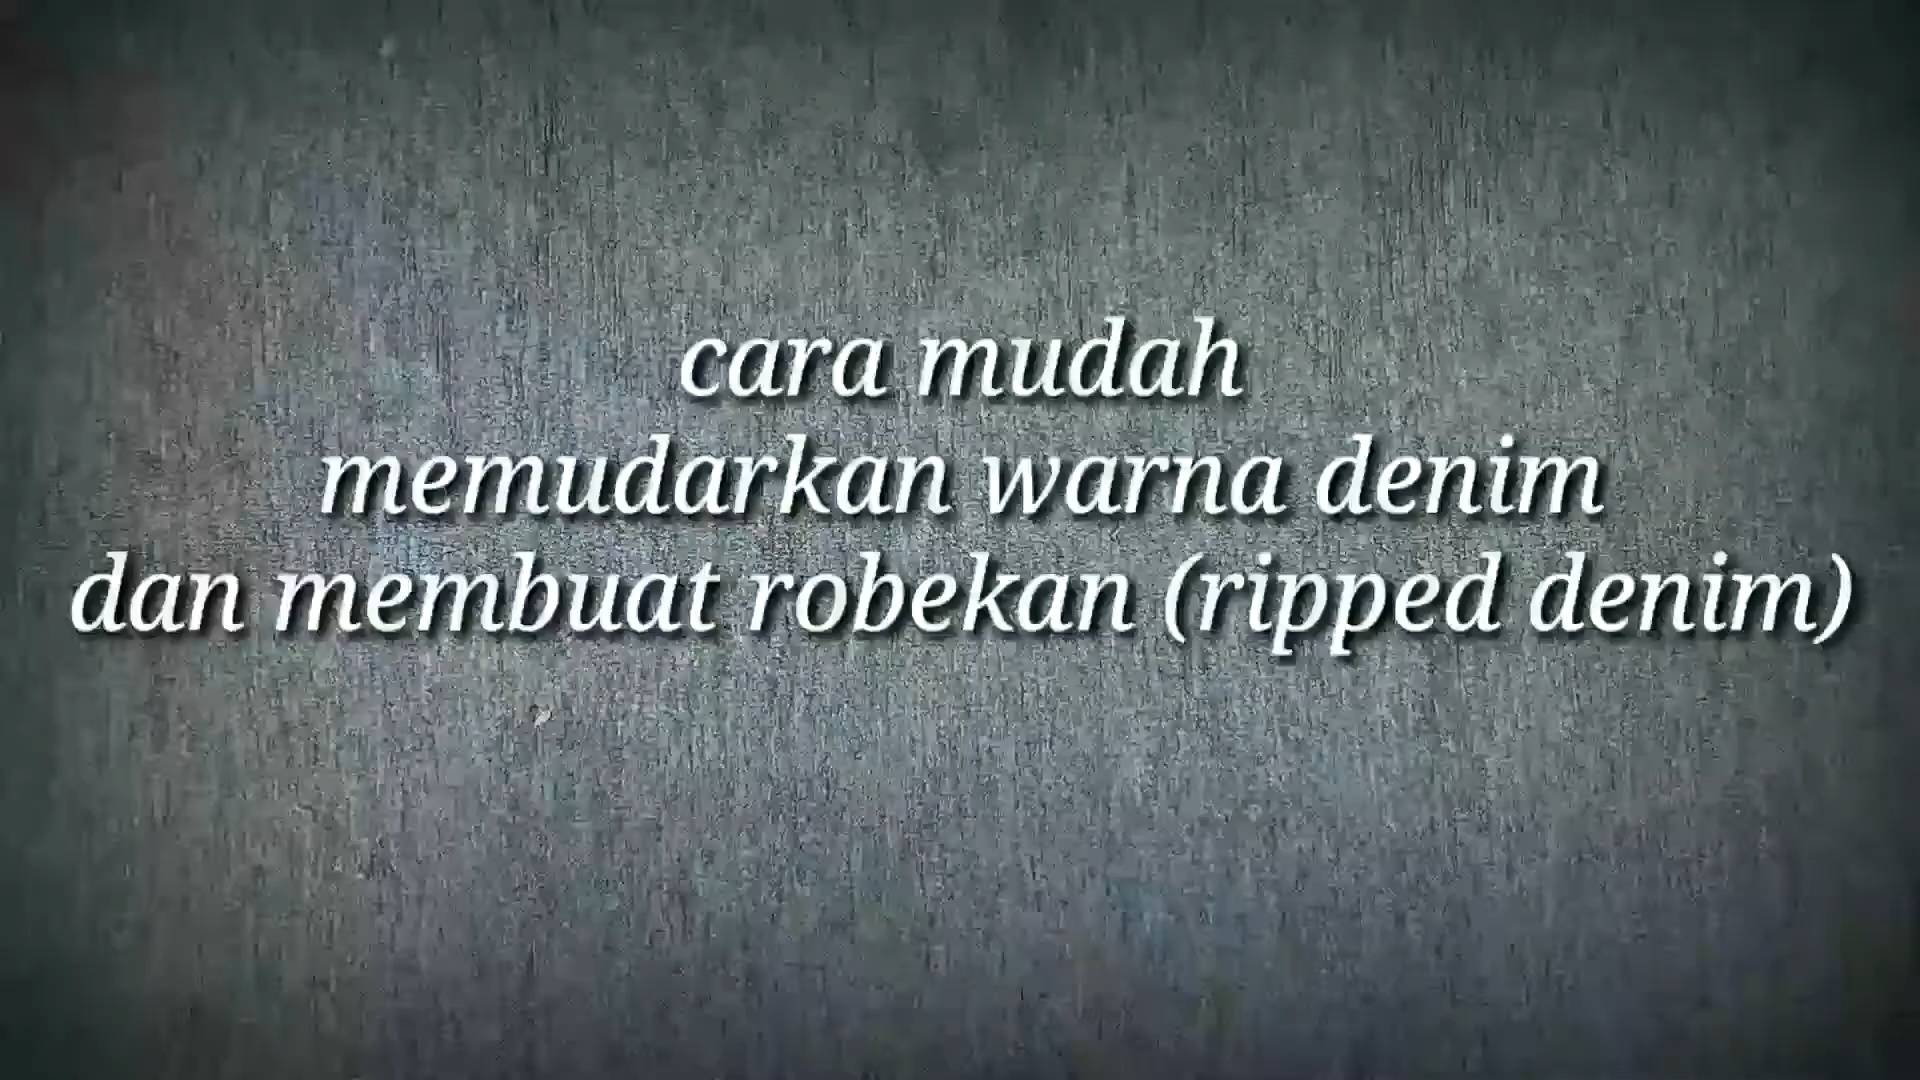 cara mudah
memudarkan warna denim
dan membuat robekan (ripped denim)